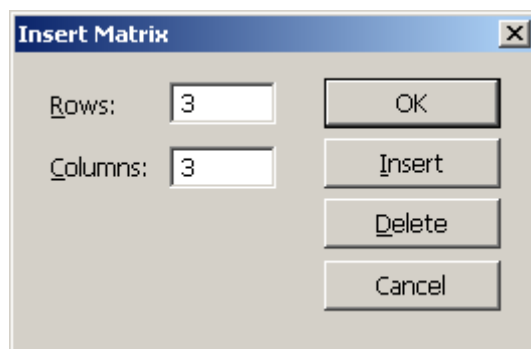 Insert Matrix
Rows: 3 OK
Columns: 3 Insert
Delete
Cancel